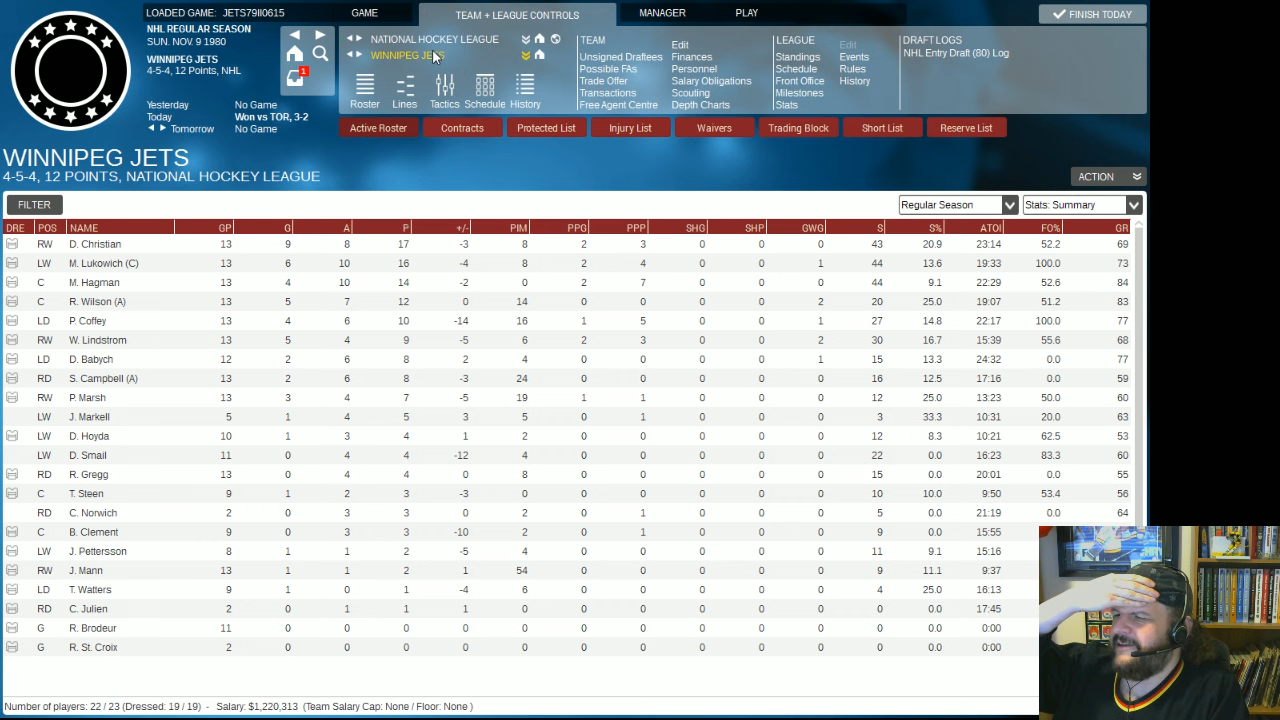 LOADED GAME: JETS79II0615 GAME TEAM + LEAGUE CONTROLS MANAGER PLAY FINISH TODAY
NHL REGULAR SEASON
SUN. NOV. 9 1980
WINNIPEG JETS
4-5-4, 12 Points, NHL
Yesterday No Game
Today Won vs TOR, 3-2
Tomorrow No Game
1
NATIONAL HOCKEY LEAGUE
WINNIPEG JETS
Roster Lines Tactics Schedule History
TEAM
Unsigned Draftees
Possible FAs
Trade Offer
Transactions
Free Agent Centre
Edit
Finances
Personnel
Salary Obligations
Scouting
Depth Charts
LEAGUE
Standings
Schedule
Front Office
Milestones
Stats
Edit
Events
Rules
History
DRAFT LOGS
NHL Entry Draft (80) Log
Active Roster Contracts Protected List Injury List Waivers Trading Block Short List Reserve List
WINNIPEG JETS
4-5-4, 12 POINTS, NATIONAL HOCKEY LEAGUE
ACTION
FILTER Regular Season Stats: Summary
DRE POS NAME GP G A P +/- PIM PPG PPP SHG SHP GWG S S% ATOI FO% GR
RW D. Christian 13 9 8 17 -3 8 2 3 0 0 0 43 20.9 23:14 52.2 69
LW M. Lukowich (C) 13 6 10 16 -4 8 2 4 0 0 1 44 13.6 19:33 100.0 73
C M. Hagman 13 4 10 14 -2 0 2 7 0 0 0 44 9.1 22:29 52.6 84
C R. Wilson (A) 13 5 7 12 0 14 0 0 0 0 2 20 25.0 19:07 51.2 83
LD P. Coffey 13 4 6 10 -14 16 1 5 0 0 1 27 14.8 22:17 100.0 77
RW W. Lindstrom 13 5 4 9 -5 6 2 3 0 0 2 30 16.7 15:39 55.6 68
LD D. Babych 12 2 6 8 2 4 0 0 0 0 1 15 13.3 24:32 0.0 77
RD S. Campbell (A) 13 2 6 8 -3 24 0 0 0 0 0 16 12.5 17:16 0.0 59
RW P. Marsh 13 3 4 7 -5 19 1 1 0 0 0 12 25.0 13:23 50.0 60
LW J. Markell 5 1 4 5 3 5 0 1 0 0 0 3 33.3 10:31 20.0 63
LW D. Hoyda 10 1 3 4 1 2 0 0 0 0 0 12 8.3 10:21 62.5 53
LW D. Smail 11 0 4 4 -12 4 0 0 0 0 0 22 0.0 16:23 83.3 60
RD R. Gregg 13 0 4 4 0 8 0 0 0 0 0 15 0.0 20:01 0.0 55
C T. Steen 9 1 2 3 -3 0 0 0 0 0 0 10 10.0 9:50 53.4 56
RD C. Norwich 2 0 3 3 0 2 0 1 0 0 0 5 0.0 21:19 0.0 64
C B. Clement 9 0 3 3 -10 2 0 1 0 0 0 9 0.0 15:55
LW J. Pettersson 8 1 1 2 -5 4 0 0 0 0 0 11 9.1 15:16
RW J. Mann 13 1 1 2 1 54 0 0 0 0 0 9 11.1 9:37
LD T. Watters 9 1 0 1 -4 6 0 0 0 0 0 4 25.0 16:13
RD C. Julien 2 0 1 1 1 0 0 0 0 0 0 0 0.0 17:45
G R. Brodeur 11 0 0 0 0 0 0 0 0 0 0 0 0.0 0:00
G R. St. Croix 2 0 0 0 0 0 0 0 0 0 0 0 0.0 0:00
Number of players: 22 / 23 (Dressed: 19 / 19) - Salary: $1,220,313 (Team Salary Cap: None / Floor: None )